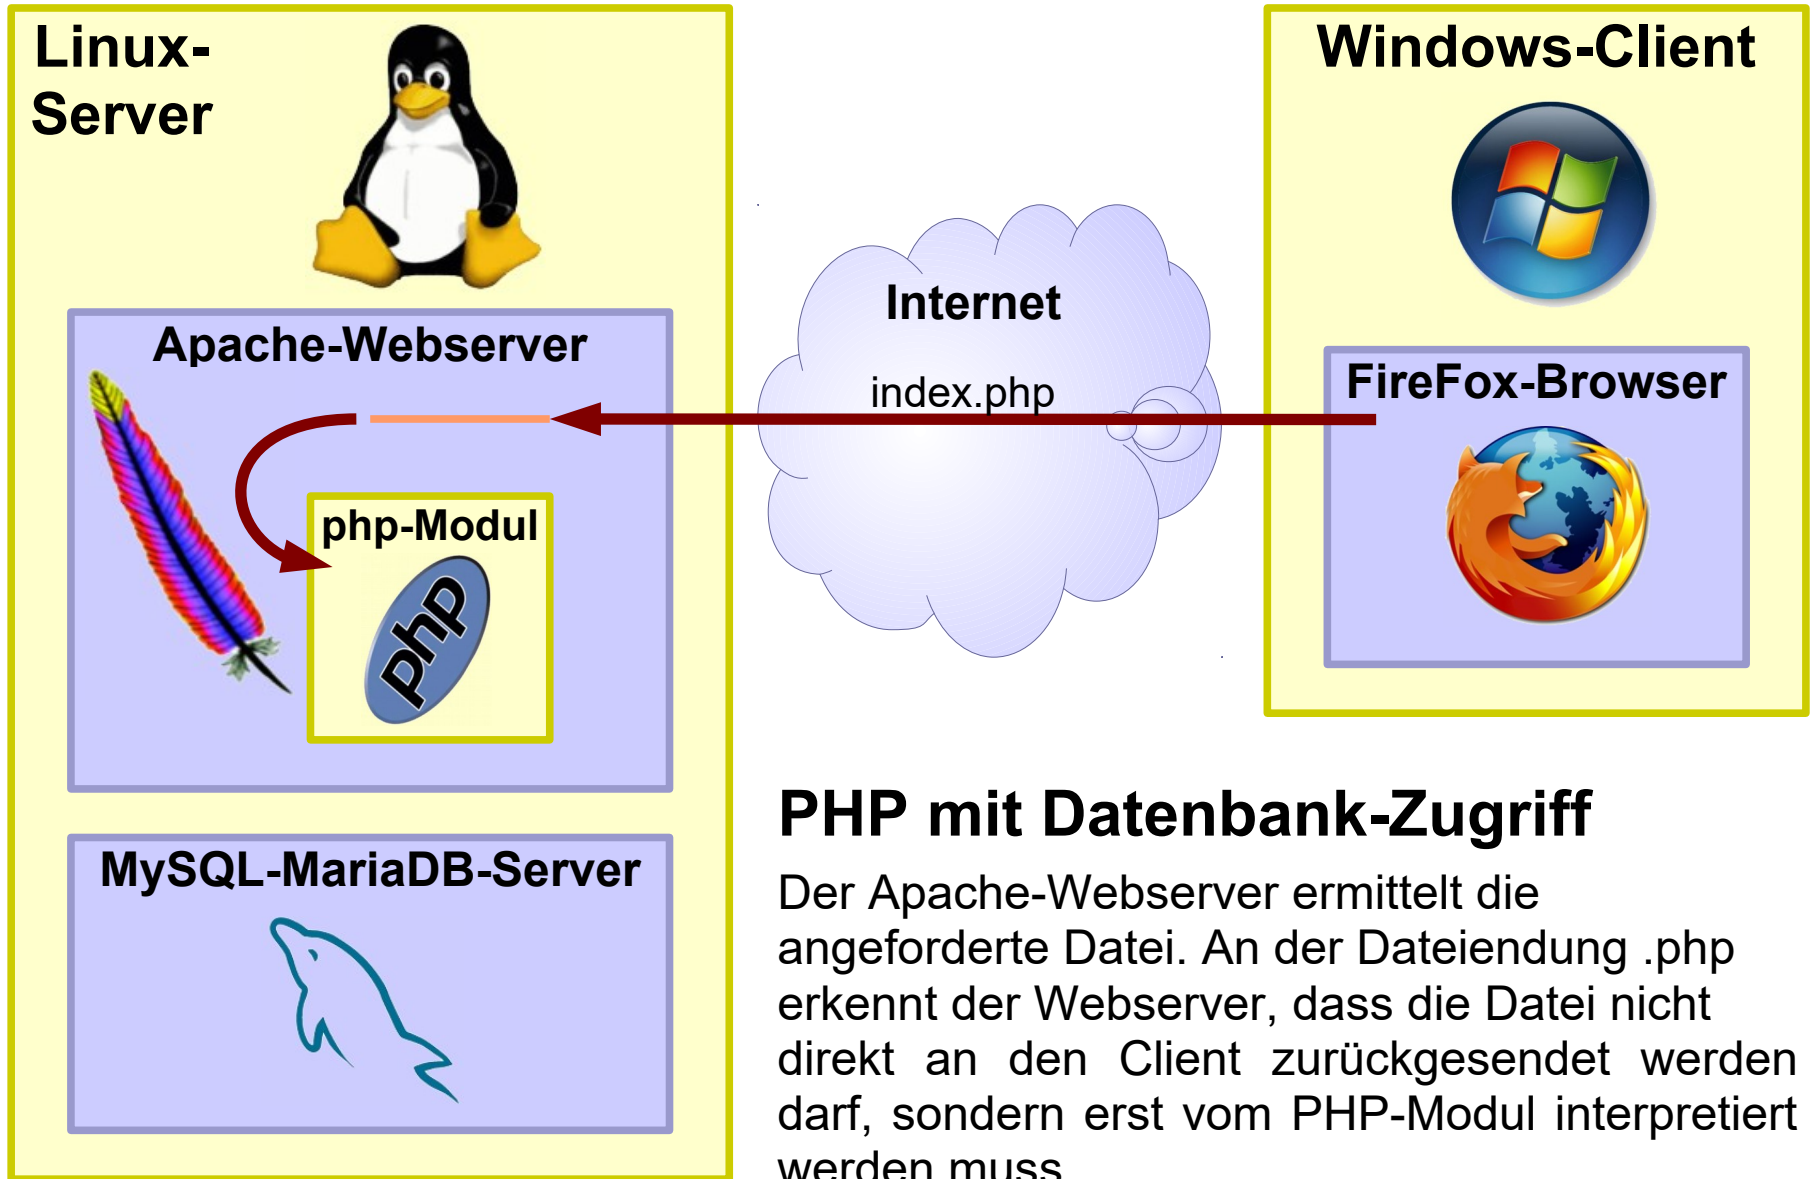 Linux-
Server
Windows-Client
Internet
index.php
Apache-Webserver
FireFox-Browser
php-Modul
php
MySQL-MariaDB-Server
PHP mit Datenbank-Zugriff
Der Apache-Webserver ermittelt die
angeforderte Datei. An der Dateiendung .php
erkennt der Webserver, dass die Datei nicht
direkt an den Client zurückgesendet werden
darf, sondern erst vom PHP-Modul interpretiert
werden muss